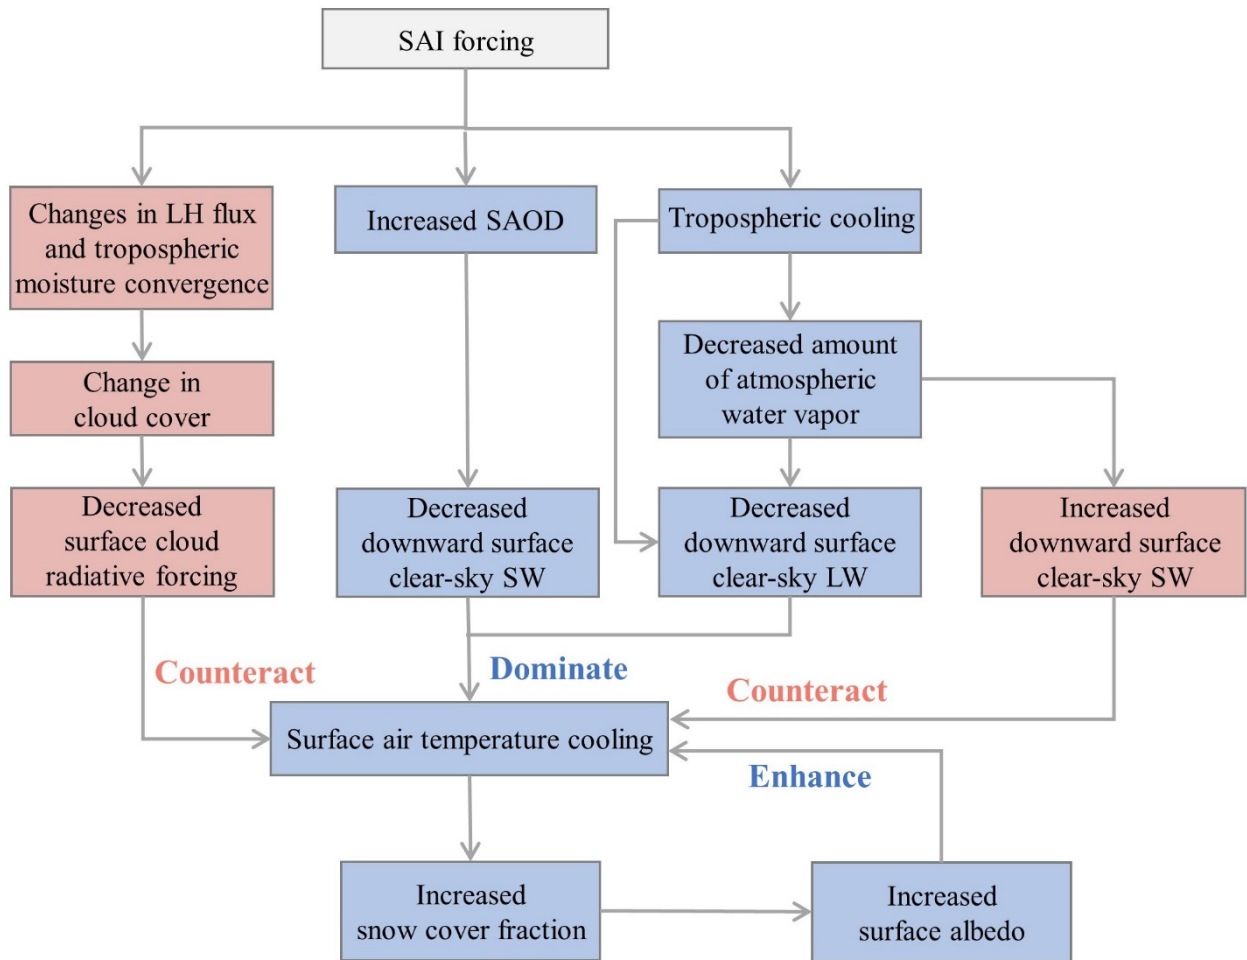 SAI forcing
Changes in LH flux
and tropospheric
moisture convergence
Increased SAOD
Tropospheric cooling
Decreased amount
of atmospheric
water vapor
Change in
cloud cover
Decreased
surface cloud
radiative forcing
Decreased
downward surface
clear-sky SW
Decreased
downward surface
clear-sky LW
Increased
downward surface
clear-sky SW
Counteract
Dominate
Counteract
Surface air temperature cooling
Enhance
Increased
snow cover fraction
Increased
surface albedo